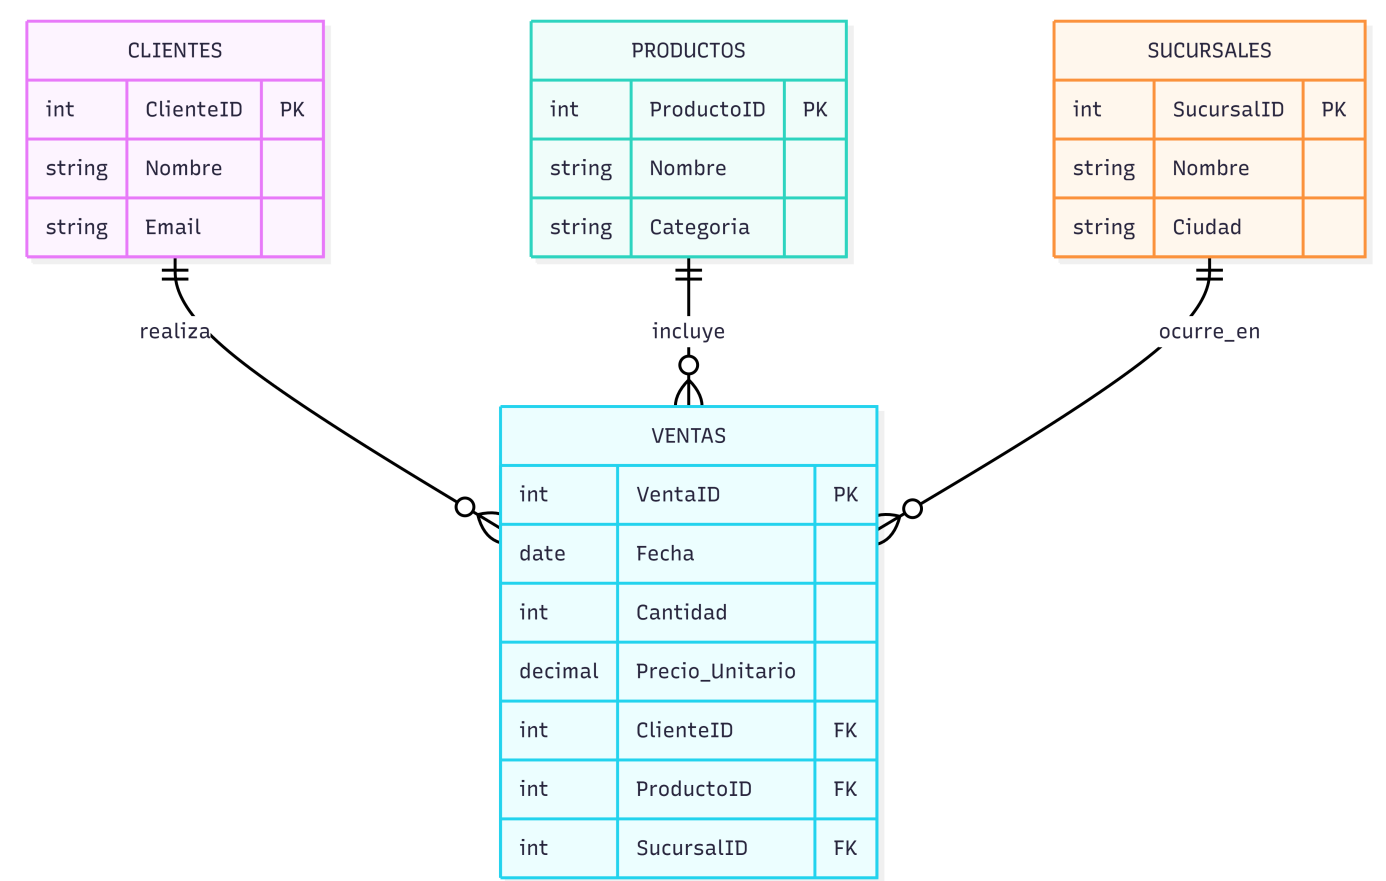 CLIENTES
int ClienteID PK
string Nombre
string Email
PRODUCTOS
int ProductoID PK
string Nombre
string Categoria
SUCURSALES
int SucursalID PK
string Nombre
string Ciudad
realiza
incluye
ocurre_en
VENTAS
int VentaID PK
date Fecha
int Cantidad
decimal Precio_Unitario
int ClienteID FK
int ProductoID FK
int SucursalID FK